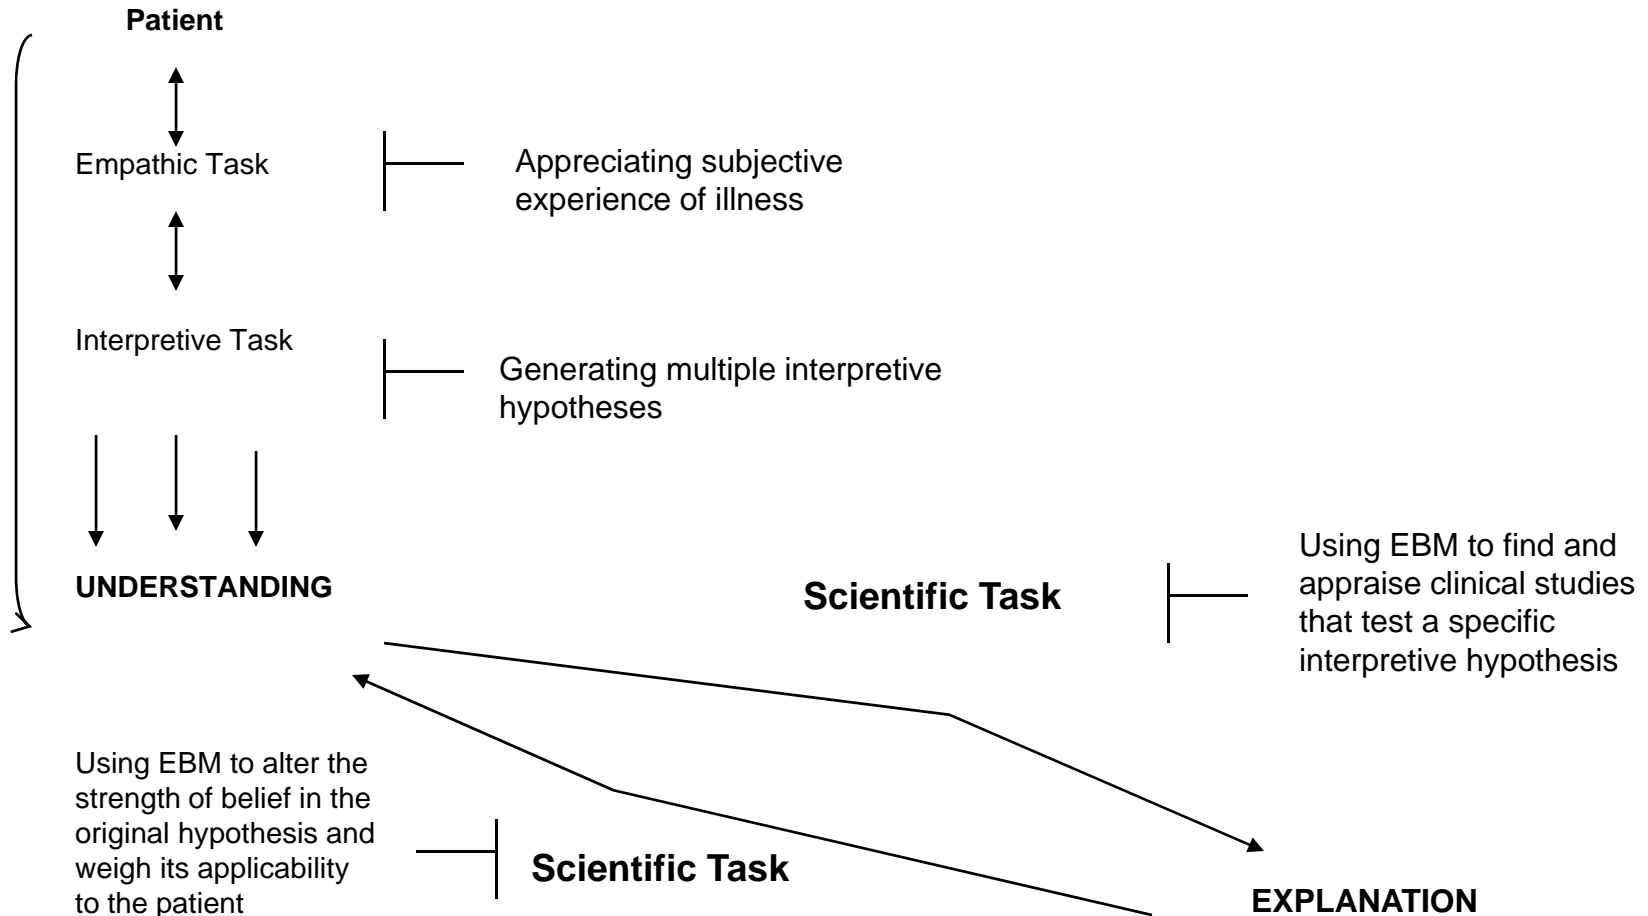 Patient
Empathic Task
Appreciating subjective
experience of illness
Interpretive Task
Generating multiple interpretive
hypotheses
UNDERSTANDING
Scientific Task
Using EBM to find and
appraise clinical studies
that test a specific
interpretive hypothesis
Using EBM to alter the
strength of belief in the
original hypothesis and
weigh its applicability
to the patient
Scientific Task
EXPLANATION